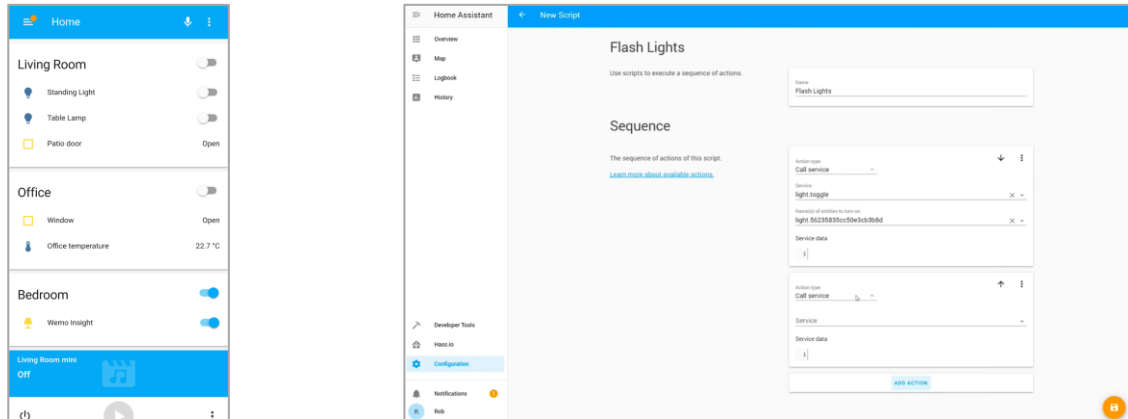 Home
Living Room
Standing Light
Table Lamp
Patio door Open
Office
Window Open
Office temperature 22.7 °C
Bedroom
Wemo Insight
Living Room mini
Off
Home Assistant
Overview
Map
Logbook
History
Developer Tools
Hass.io
Configuration
Notifications 1
R Rob
New Script
Flash Lights
Use scripts to execute a sequence of actions.
Name
Flash Lights
Sequence
The sequence of actions of this script.
Learn more about available actions.
Action type
Call service
Service
light.toggle
Name(s) of entities to turn on
light.56235835cc50e3cb3b8d
Service data
1
Action type
Call service
Service
Service data
1
ADD ACTION